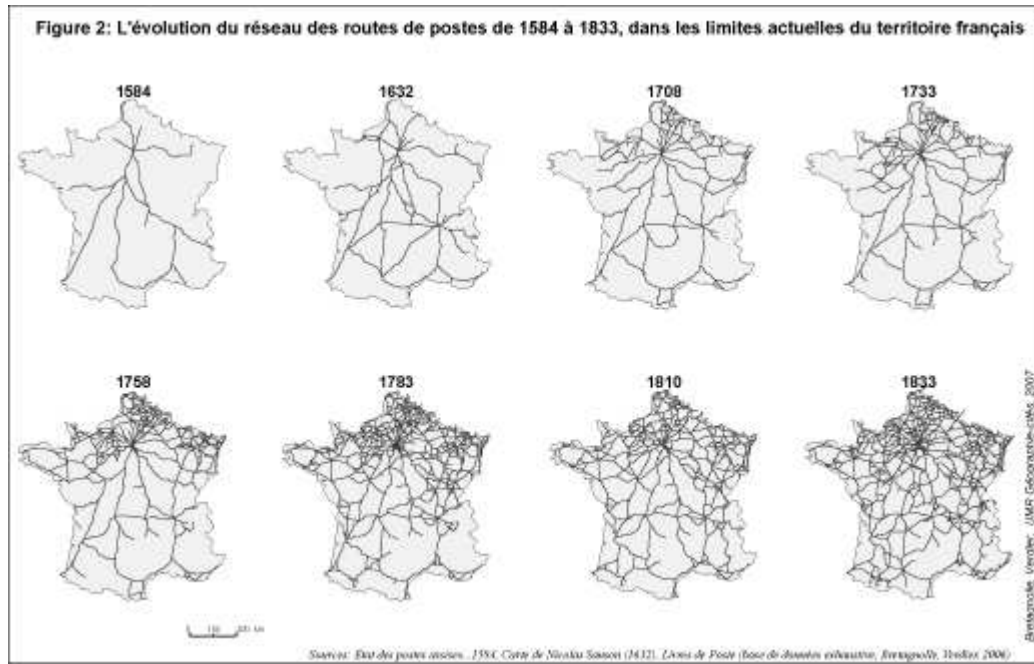 Figure 2: L'évolution du réseau des routes de postes de 1584 à 1833, dans les limites actuelles du territoire français
1584 1632 1708 1733
1758 1783 1810 1833
Bretagnolle, Verdier, UMR Géographie-cités, 2007
Sources: Etat des postes assises...1584, Carte de Nicolas Sanson (1632), Livres de Poste (base de données exhaustive, Bretagnolle, Verdier, 2006)